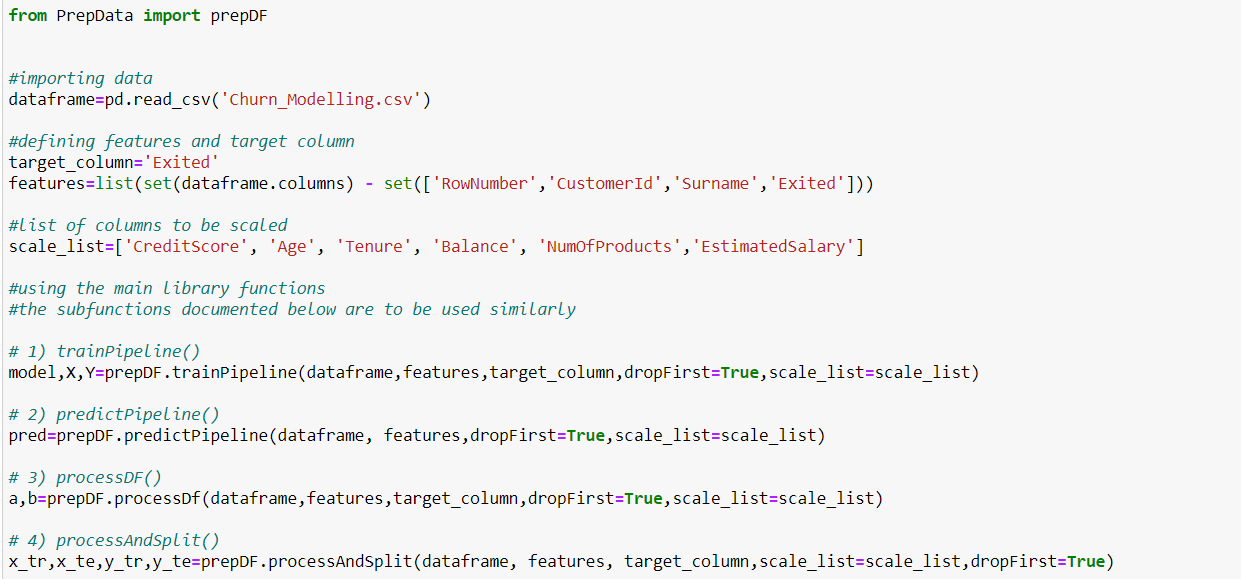 from PrepData import prepDF
#importing data
dataframe=pd.read_csv('Churn_Modelling.csv')
#defining features and target column
target_column='Exited'
features=list(set(dataframe.columns) - set(['RowNumber','CustomerId','Surname','Exited']))
#list of columns to be scaled
scale_list=['CreditScore', 'Age', 'Tenure', 'Balance', 'NumOfProducts','EstimatedSalary']
#using the main library functions
#the subfunctions documented below are to be used similarly
# 1) trainPipeline()
model,X,Y=prepDF.trainPipeline(dataframe,features,target_column,dropFirst=True,scale_list=scale_list)
# 2) predictPipeline()
pred=prepDF.predictPipeline(dataframe, features,dropFirst=True,scale_list=scale_list)
# 3) processDF()
a,b=prepDF.processDf(dataframe,features,target_column,dropFirst=True,scale_list=scale_list)
# 4) processAndSplit()
x_tr,x_te,y_tr,y_te=prepDF.processAndSplit(dataframe, features, target_column,scale_list=scale_list,dropFirst=True)